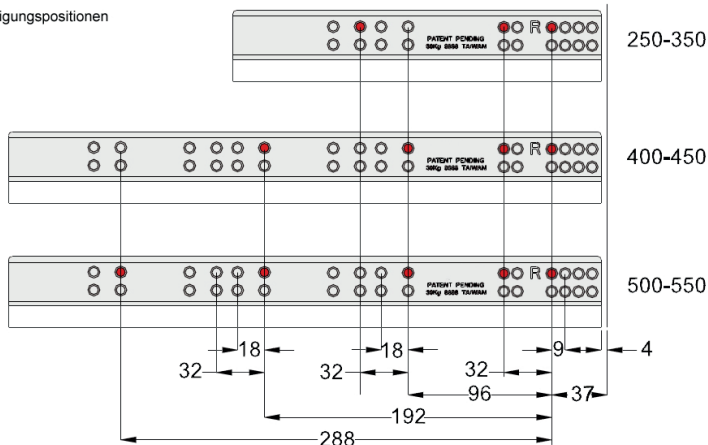 igungspositionen
R
PATENT PENDING
250-350
R
PATENT PENDING
400-450
R
PATENT PENDING
500-550
18
18
9
4
32
32
32
96
37
192
288